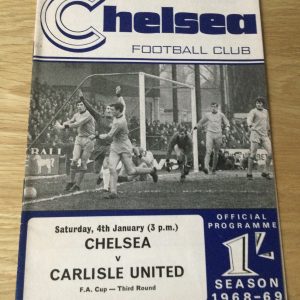 Chelsea
FOOTBALL CLUB
Saturday, 4th January (3 p.m.)
CHELSEA
v
CARLISLE UNITED
F.A. Cup — Third Round
OFFICIAL
PROGRAMME
1/-
SEASON
1968-69